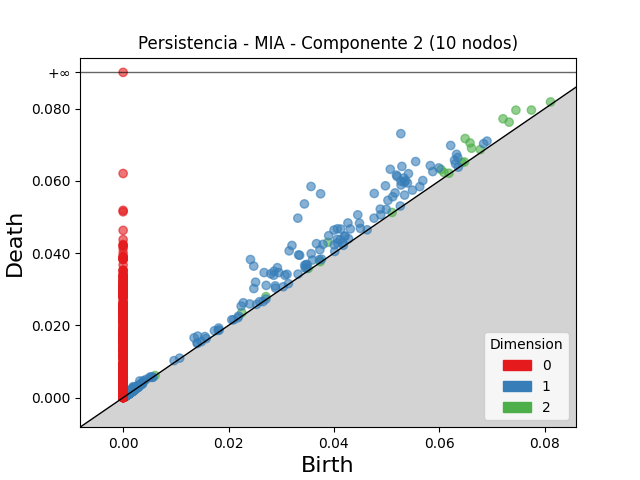 Persistencia - MIA - Componente 2 (10 nodos)
+∞
0.080
0.060
0.040
0.020
0.000
Death
0.00 0.02 0.04 0.06 0.08
Birth
Dimension
0
1
2